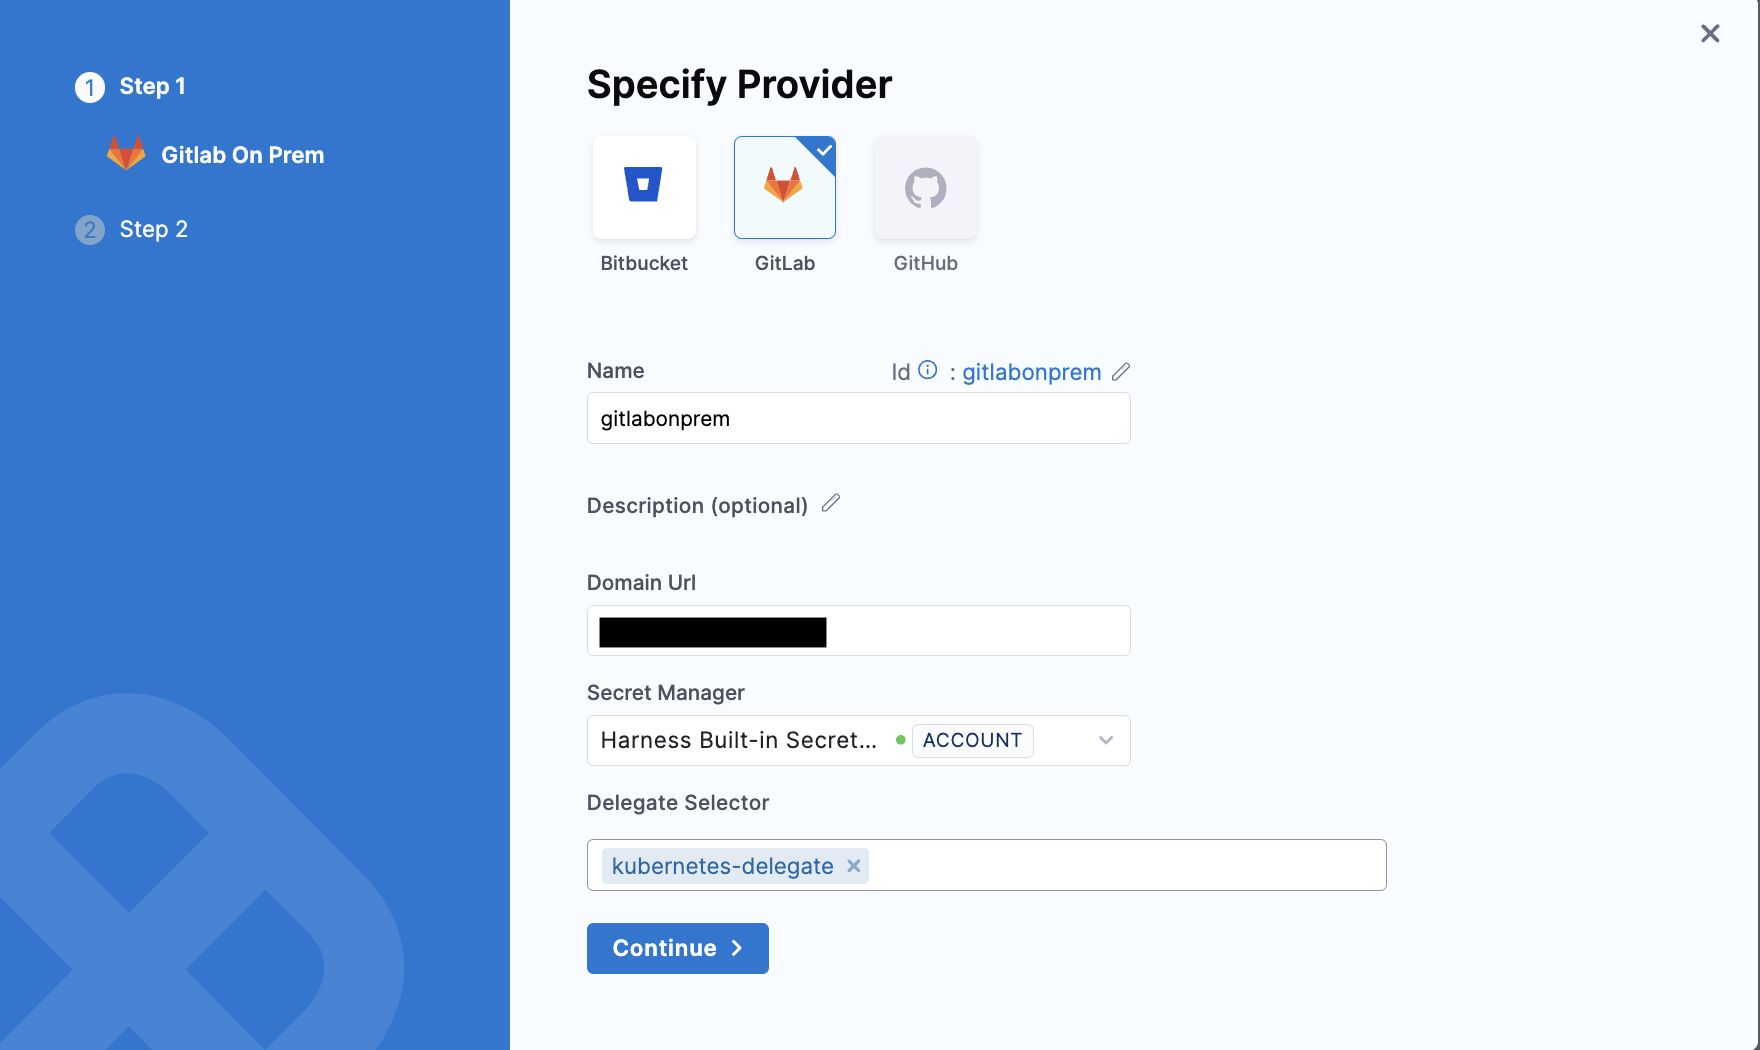 1 Step 1
Gitlab On Prem
2 Step 2
Specify Provider
Bitbucket
GitLab
GitHub
Name
Id : gitlabonprem
gitlabonprem
Description (optional)
Domain Url
Secret Manager
Harness Built-in Secret... ACCOUNT
Delegate Selector
kubernetes-delegate
Continue